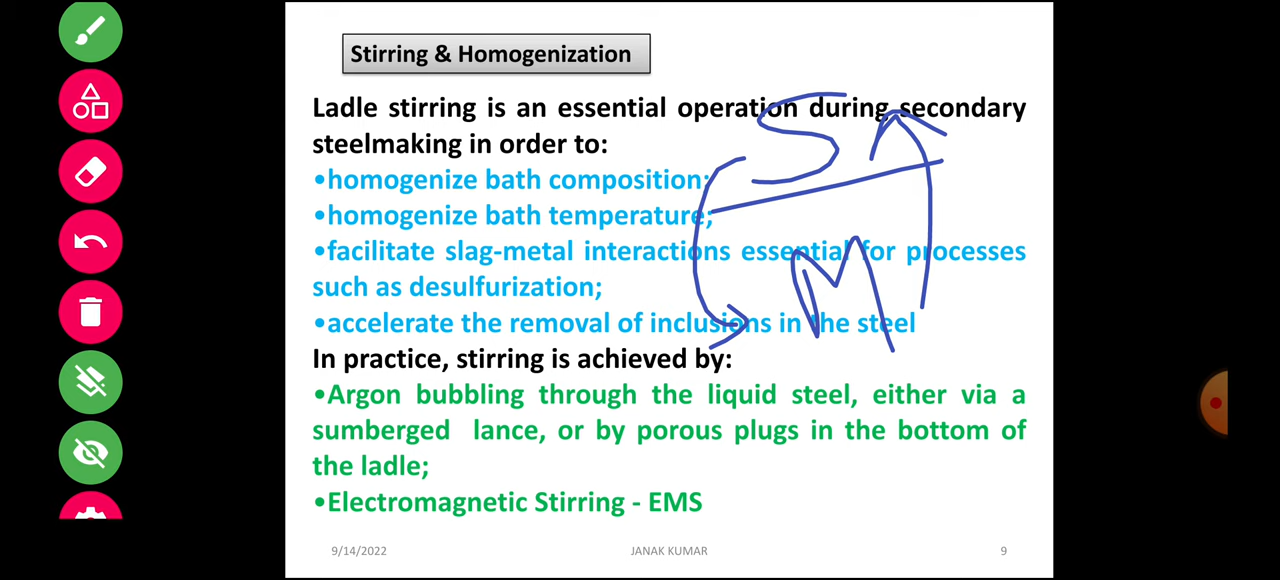 Stirring & Homogenization
Ladle stirring is an essential operation during secondary
steelmaking in order to:
•homogenize bath composition;
•homogenize bath temperature;
•facilitate slag-metal interactions essential for processes
such as desulfurization;
•accelerate the removal of inclusions in the steel
In practice, stirring is achieved by:
•Argon bubbling through the liquid steel, either via a
sumberged lance, or by porous plugs in the bottom of
the ladle;
•Electromagnetic Stirring - EMS
9/14/2022 JANAK KUMAR 9
S
M